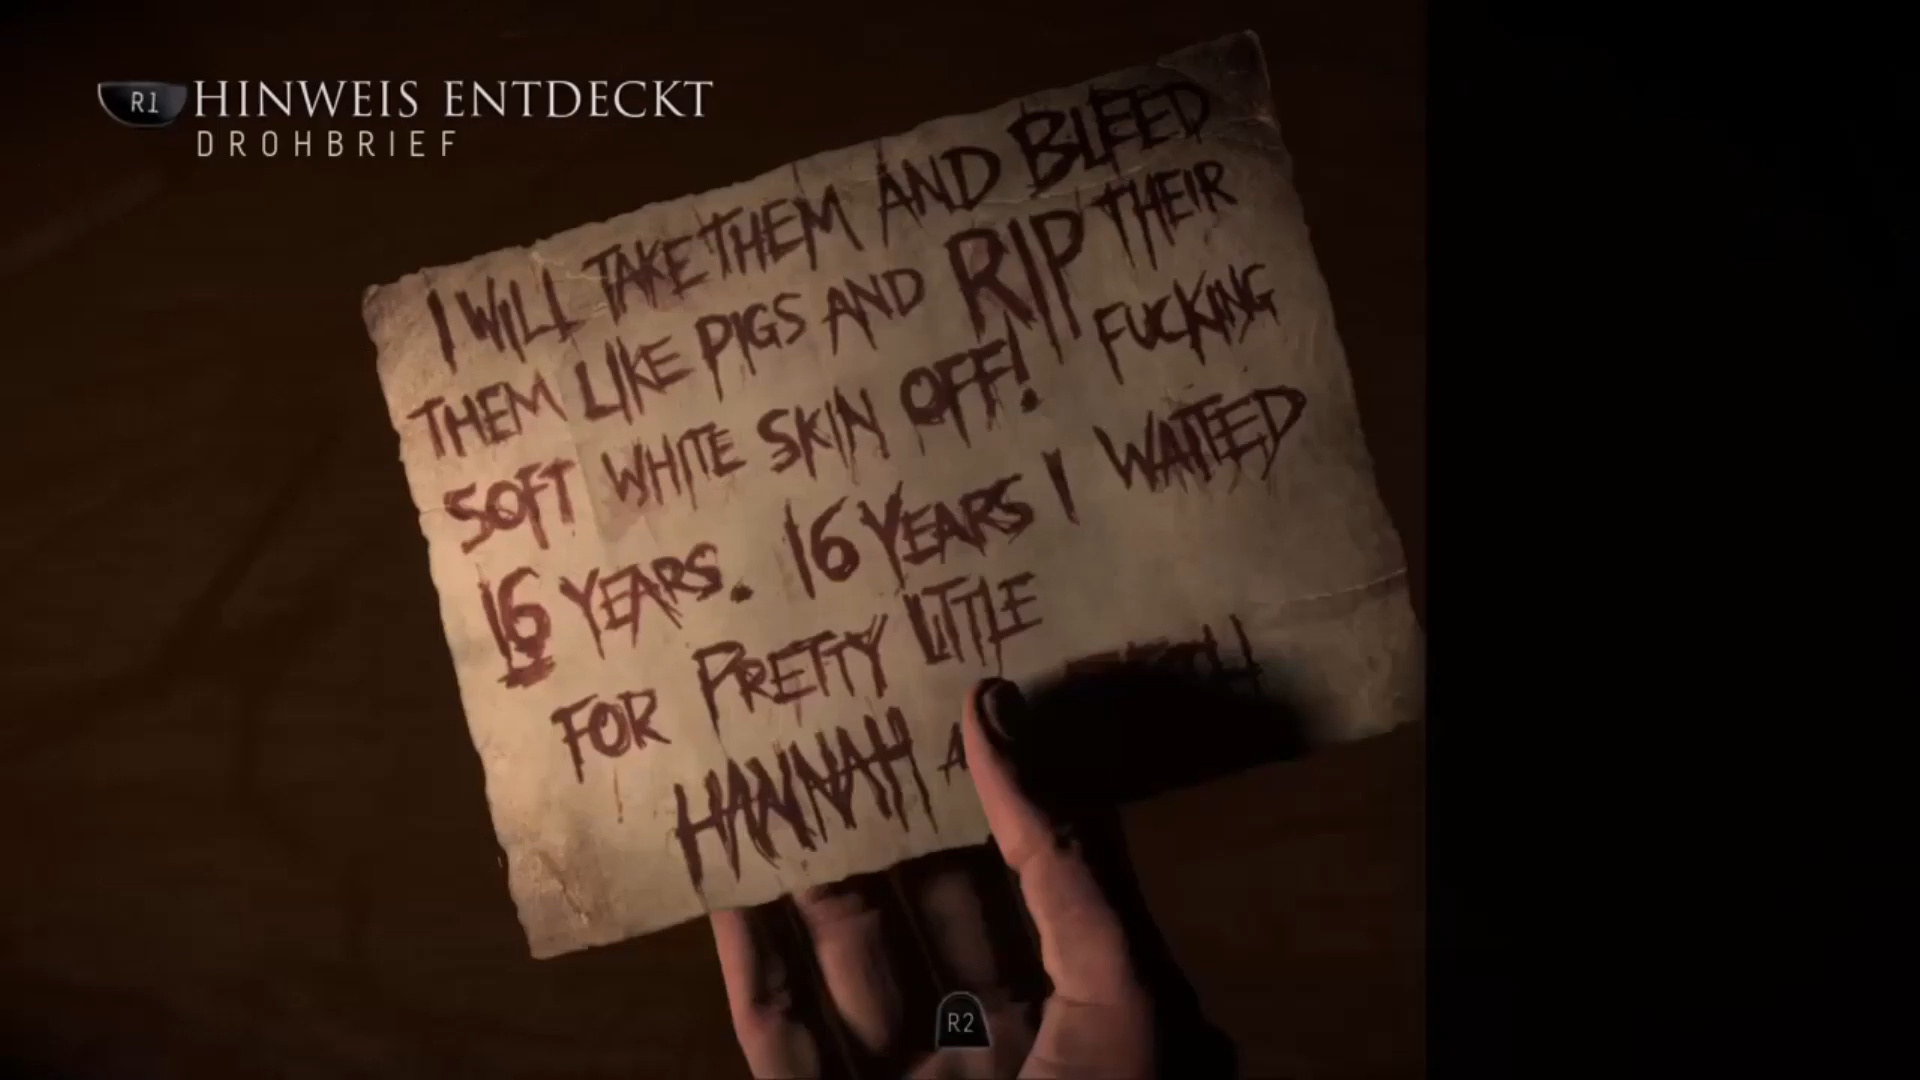 R1 HINWEIS ENTDECKT
DROHBRIEF
I WILL TAKE THEM AND BLEED
THEM LIKE PIGS AND RIP THEIR
SOFT WHITE SKIN OFF! FUCKING
16 YEARS. 16 YEARS I WAITED
FOR PRETTY LITTLE
HANNAH
R2